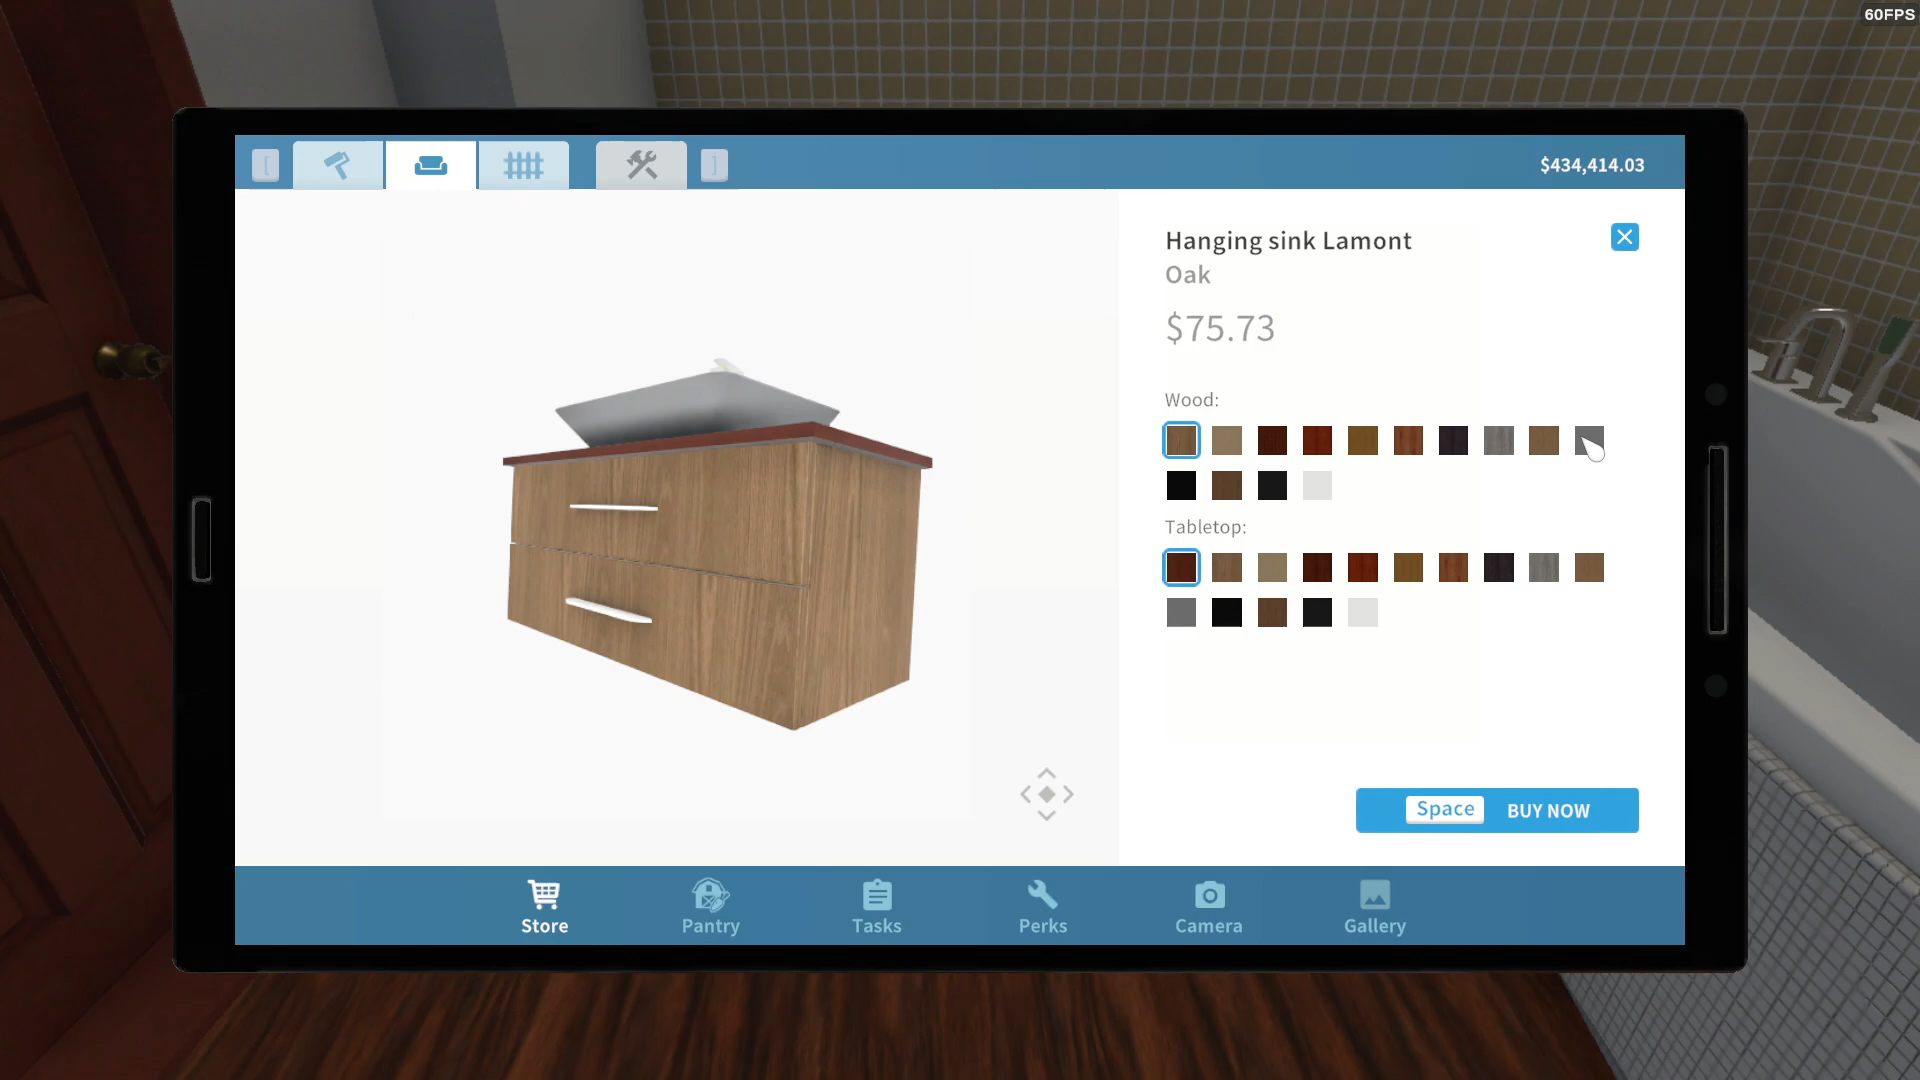 60FPS
[
]
$434,414.03
Hanging sink Lamont
Oak
$75.73
Wood:
Tabletop:
Space BUY NOW
Store Pantry Tasks Perks Camera Gallery